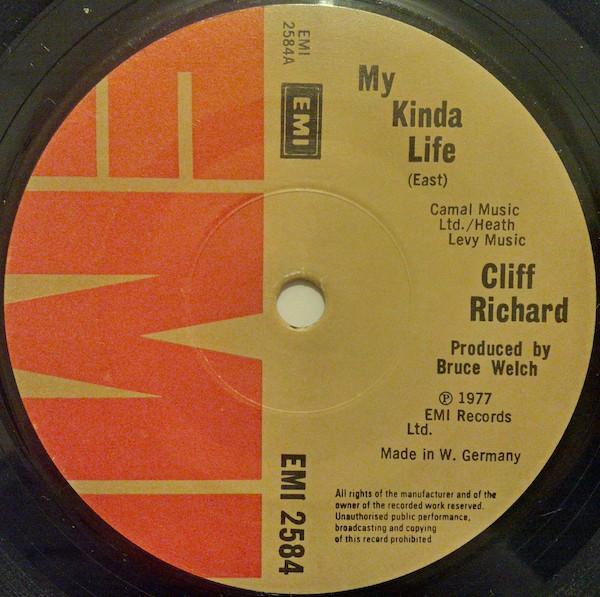 EMI
EMI
2584A
EMI
My
Kinda
Life
(East)
Camal Music
Ltd./Heath
Levy Music
Cliff
Richard
Produced by
Bruce Welch
℗ 1977
EMI Records
Ltd.
Made in W. Germany
EMI 2584
All rights of the manufacturer and of the
owner of the recorded work reserved.
Unauthorised public performance,
broadcasting and copying
of this record prohibited